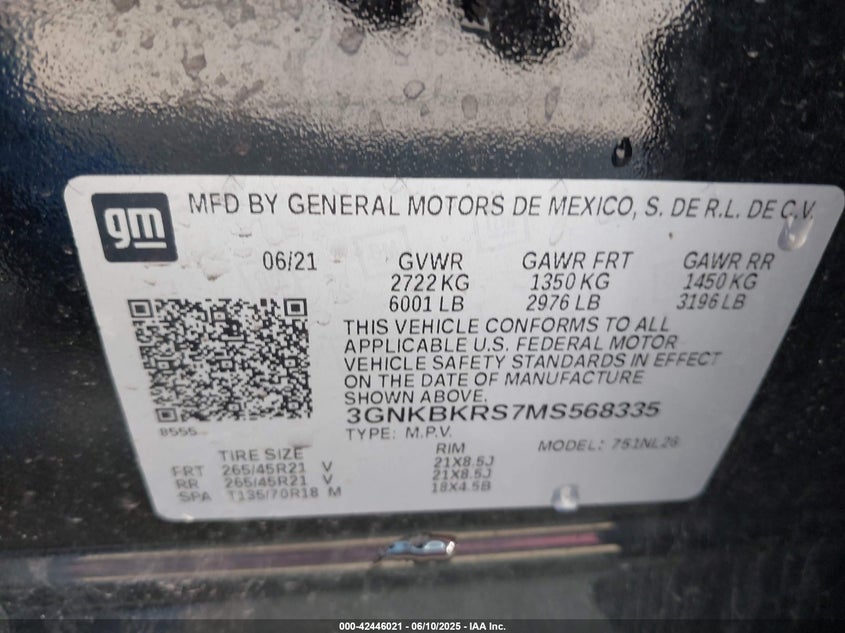 gm
MFD BY GENERAL MOTORS DE MEXICO, S. DE R.L. DE C.V.
06/21 GVWR GAWR FRT GAWR RR
2722 KG 1350 KG 1450 KG
6001 LB 2976 LB 3196 LB
THIS VEHICLE CONFORMS TO ALL
APPLICABLE U.S. FEDERAL MOTOR
VEHICLE SAFETY STANDARDS IN EFFECT
ON THE DATE OF MANUFACTURE
SHOWN ABOVE.
3GNKBKRS7MS568335
8555
TYPE: M.P.V. MODEL: 751NL26
TIRE SIZE RIM
FRT 265/45R21 V 21X8.5J
RR 265/45R21 V 21X8.5J
SPA T135/70R18 M 18X4.5B
000-42446021 - 06/10/2025 - IAA Inc.